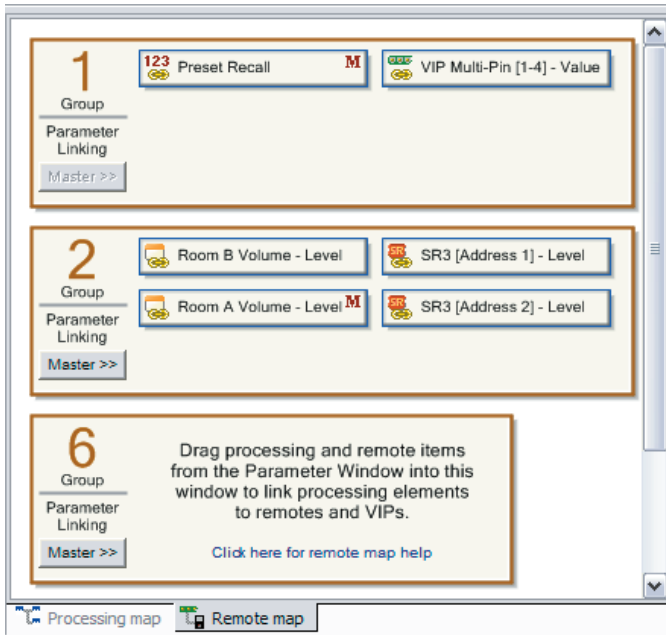 1
Group
Parameter
Linking
Master >>
123 Preset Recall M
VIP Multi-Pin [1-4] - Value
2
Group
Parameter
Linking
Master >>
Room B Volume - Level
SR SR3 [Address 1] - Level
Room A Volume - Level M
SR SR3 [Address 2] - Level
6
Group
Parameter
Linking
Master >>
Drag processing and remote items
from the Parameter Window into this
window to link processing elements
to remotes and VIPs.
Click here for remote map help
Processing map
Remote map